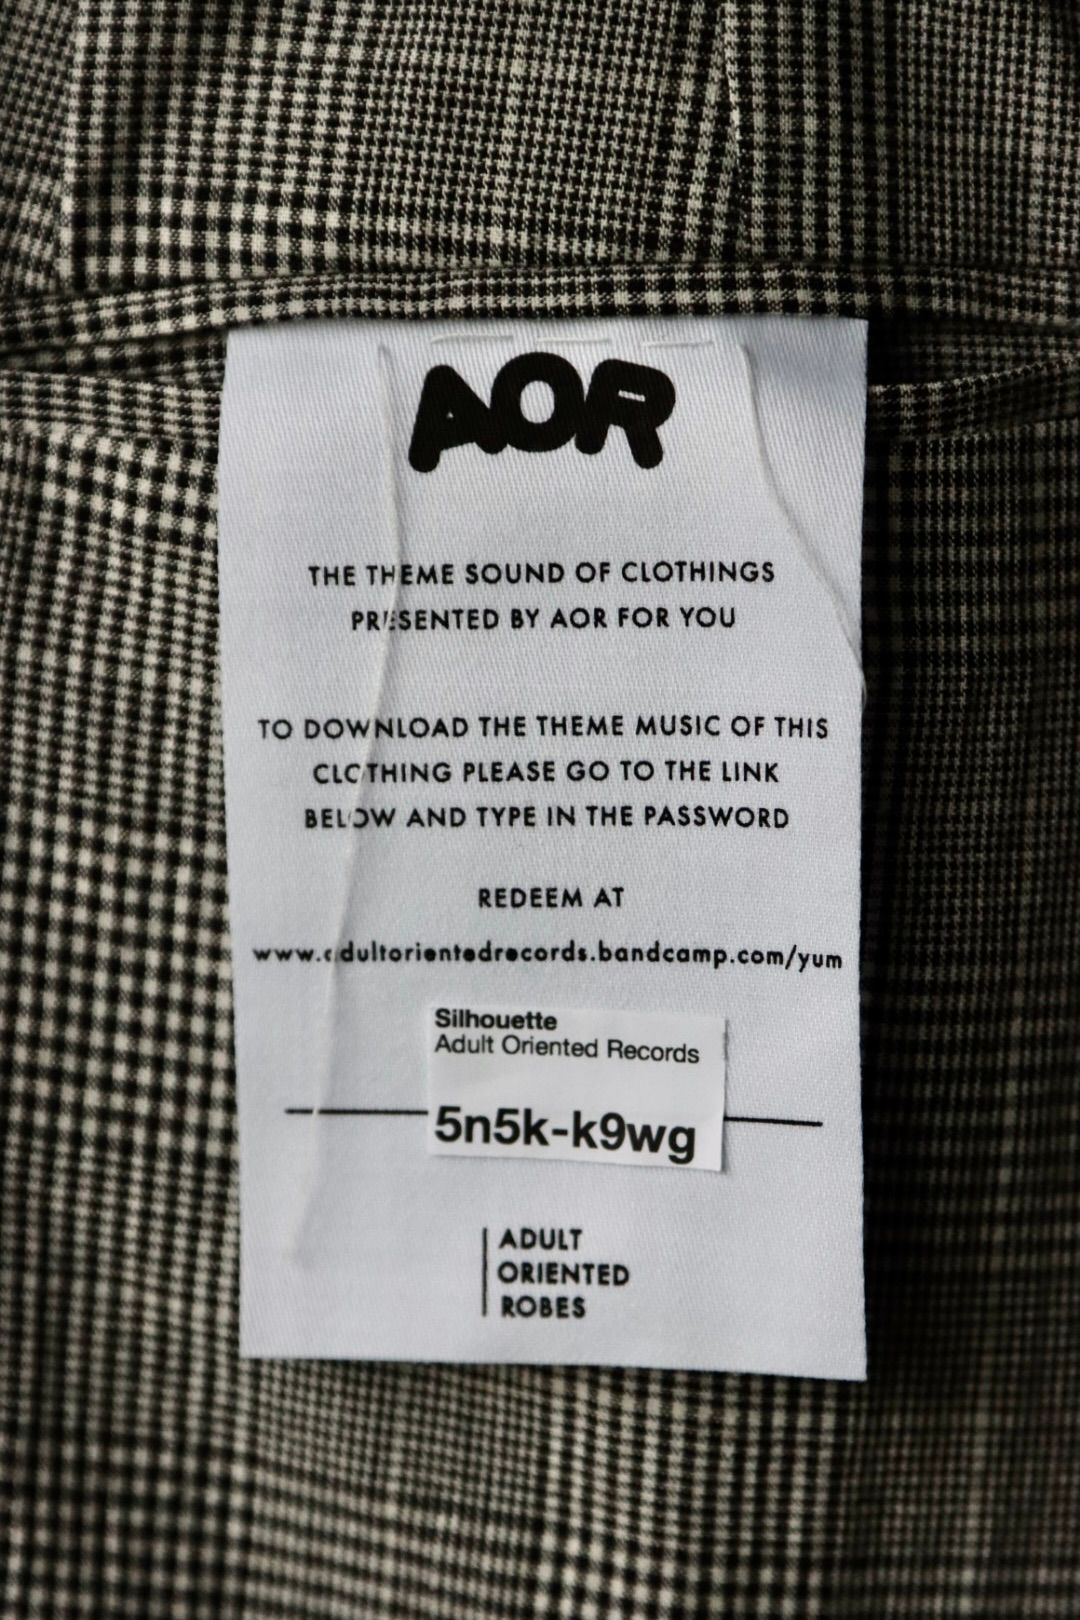 AOR
THE THEME SOUND OF CLOTHINGS
PRESENTED BY AOR FOR YOU
TO DOWNLOAD THE THEME MUSIC OF THIS
CLOTHING PLEASE GO TO THE LINK
BELOW AND TYPE IN THE PASSWORD
REDEEM AT
www.adultorientedrecords.bandcamp.com/yum
Silhouette
Adult Oriented Records
5n5k-k9wg
ADULT
ORIENTED
ROBES